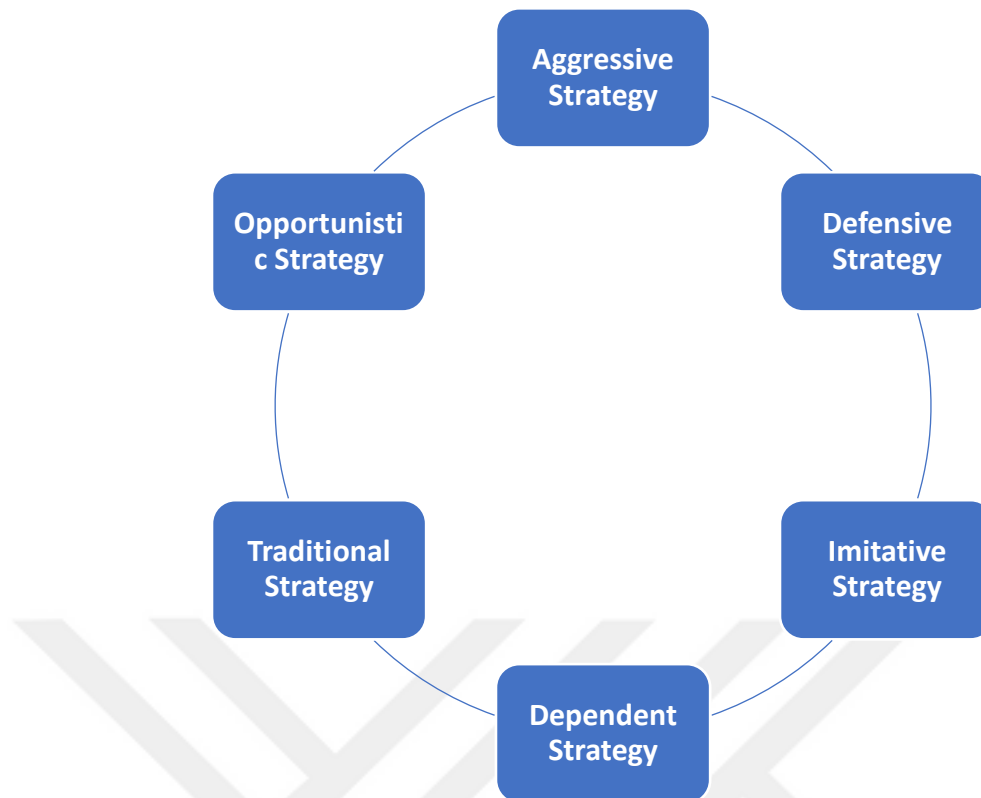 Aggressive
Strategy
Opportunisti
c Strategy
Defensive
Strategy
Traditional
Strategy
Imitative
Strategy
Dependent
Strategy